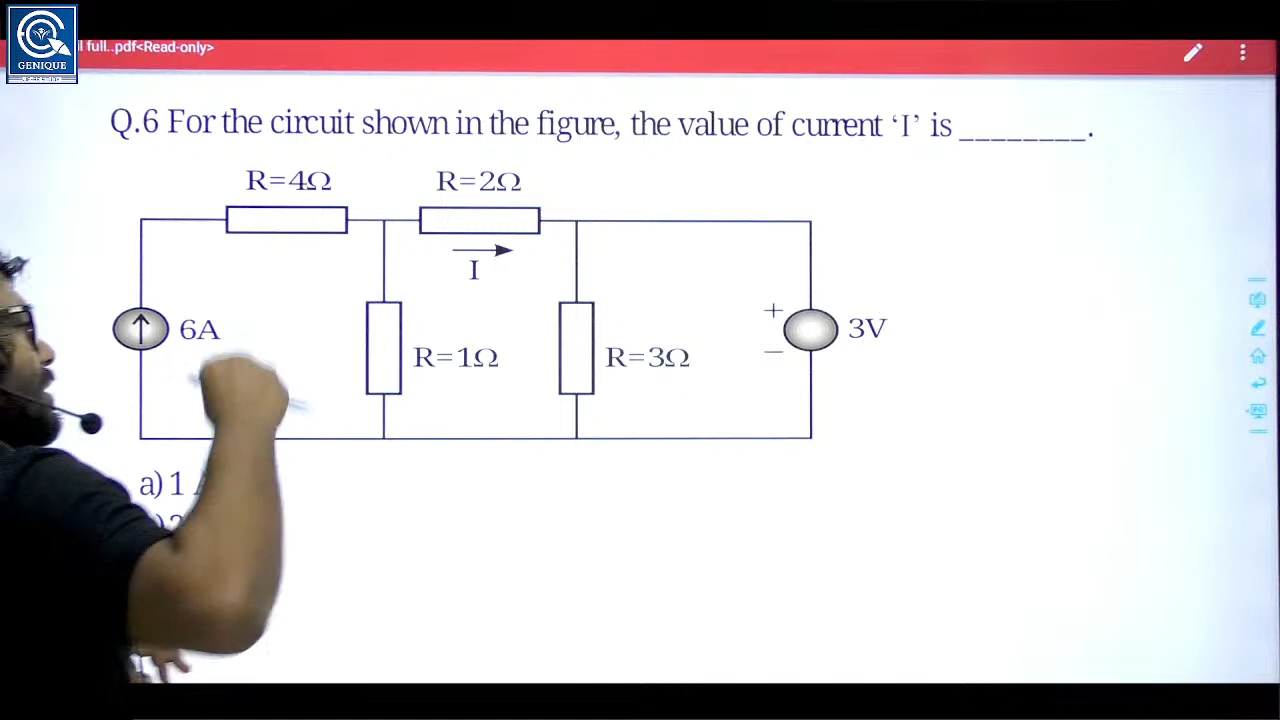 GENIQUE
l full..pdf<Read-only>
Q.6 For the circuit shown in the figure, the value of current ‘I’ is ________.
R=4Ω R=2Ω
I
+
6A 3V
−
R=1Ω R=3Ω
a) 1